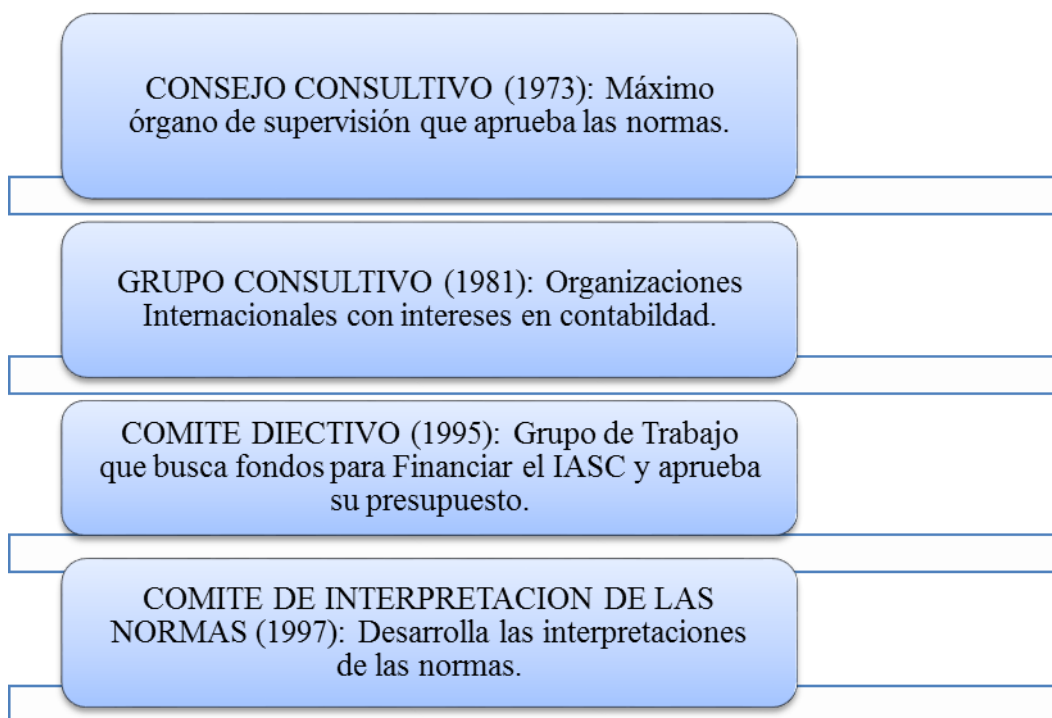 CONSEJO CONSULTIVO (1973): Máximo
órgano de supervisión que aprueba las normas.
GRUPO CONSULTIVO (1981): Organizaciones
Internacionales con intereses en contabildad.
COMITE DIECTIVO (1995): Grupo de Trabajo
que busca fondos para Financiar el IASC y aprueba
su presupuesto.
COMITE DE INTERPRETACION DE LAS
NORMAS (1997): Desarrolla las interpretaciones
de las normas.